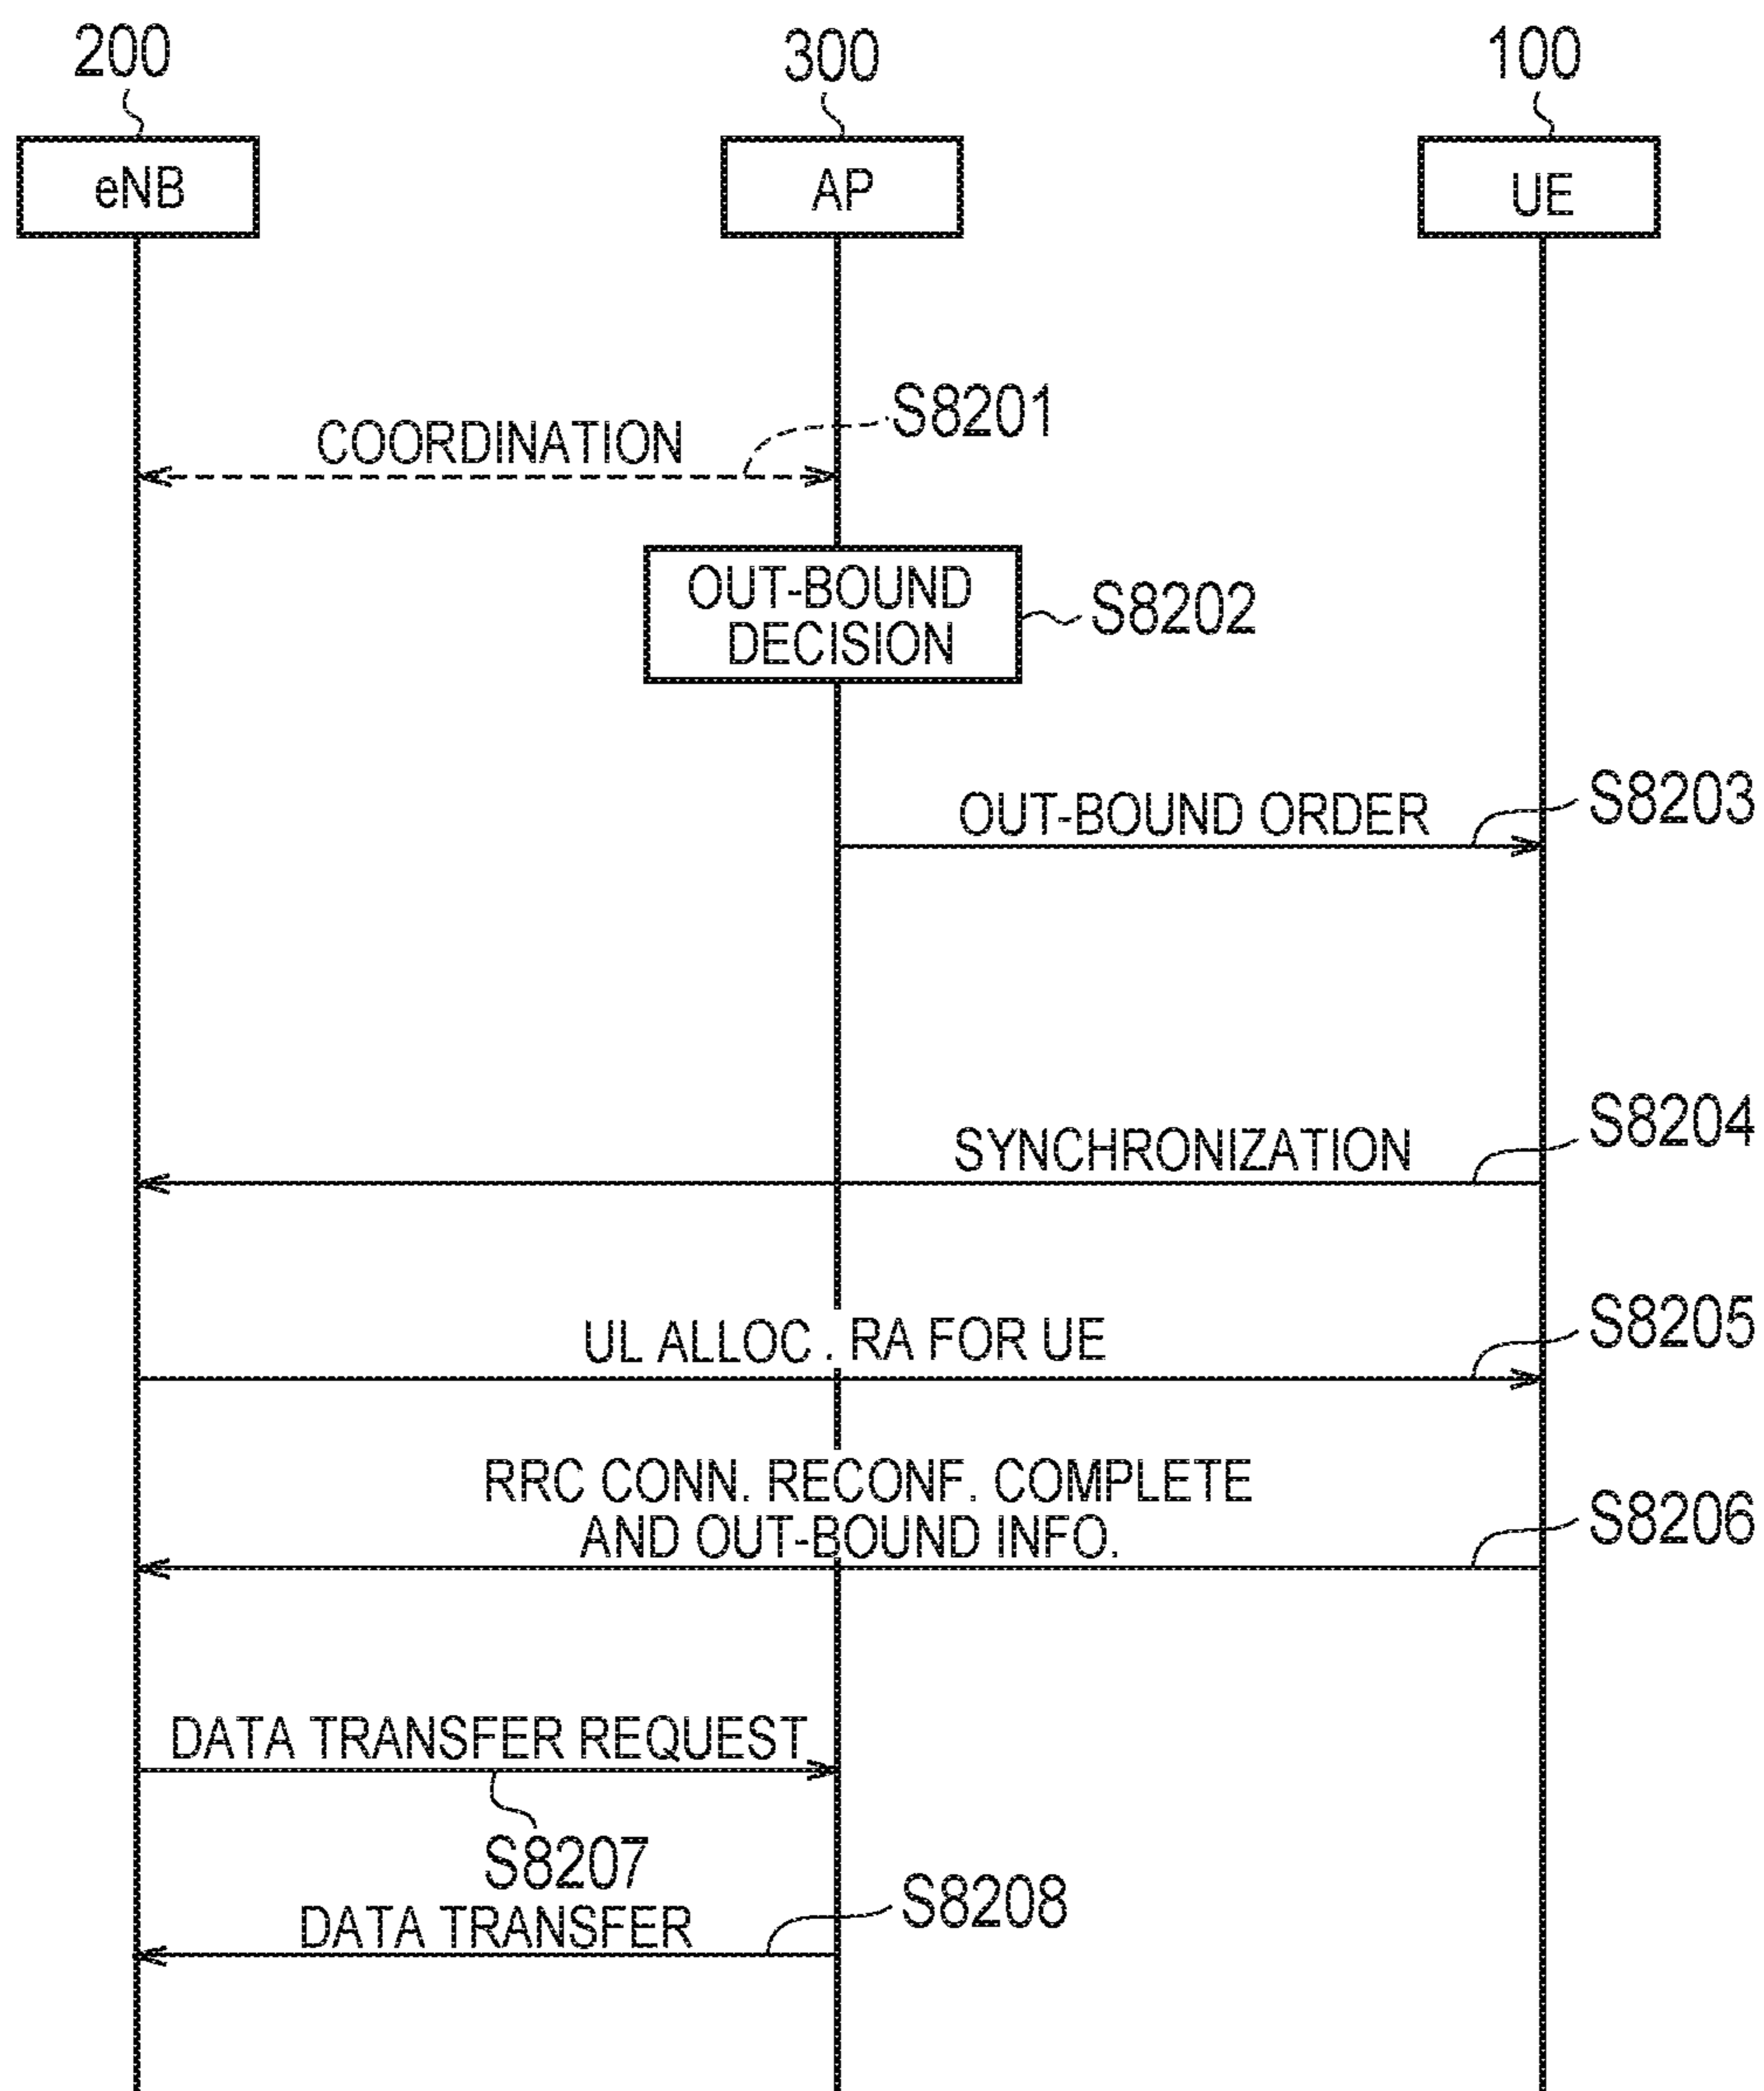 200
300
100
eNB
AP
UE
S8201
COORDINATION
OUT-BOUND
DECISION
S8202
S8203
OUT-BOUND ORDER
S8204
SYNCHRONIZATION
S8205
UL ALLOC . RA FOR UE
RRC CONN. RECONF. COMPLETE
AND OUT-BOUND INFO.
S8206
DATA TRANSFER REQUEST
S8207
DATA TRANSFER
S8208